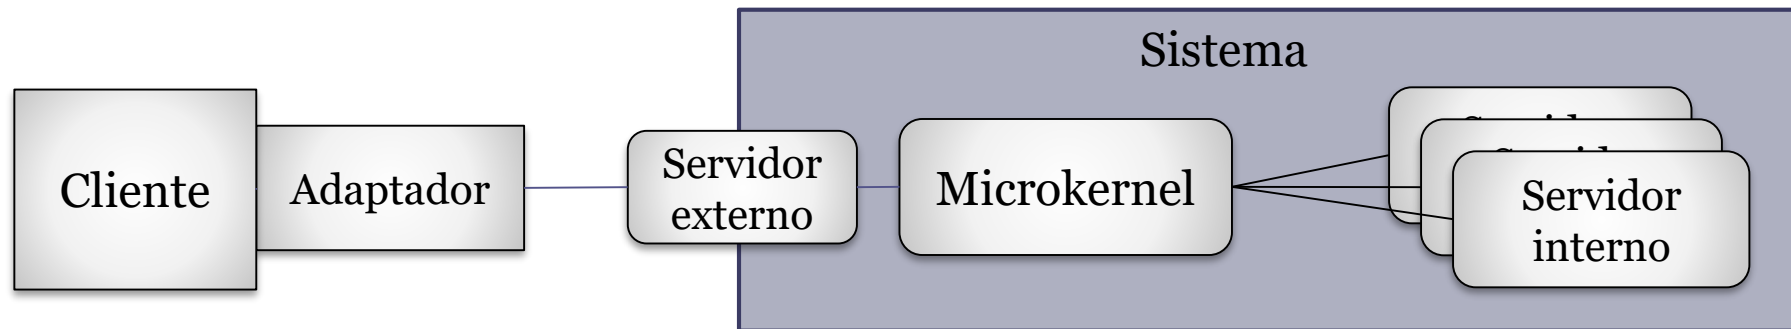 Sistema
Cliente
Adaptador
Servidor
externo
Microkernel
Servidor
interno